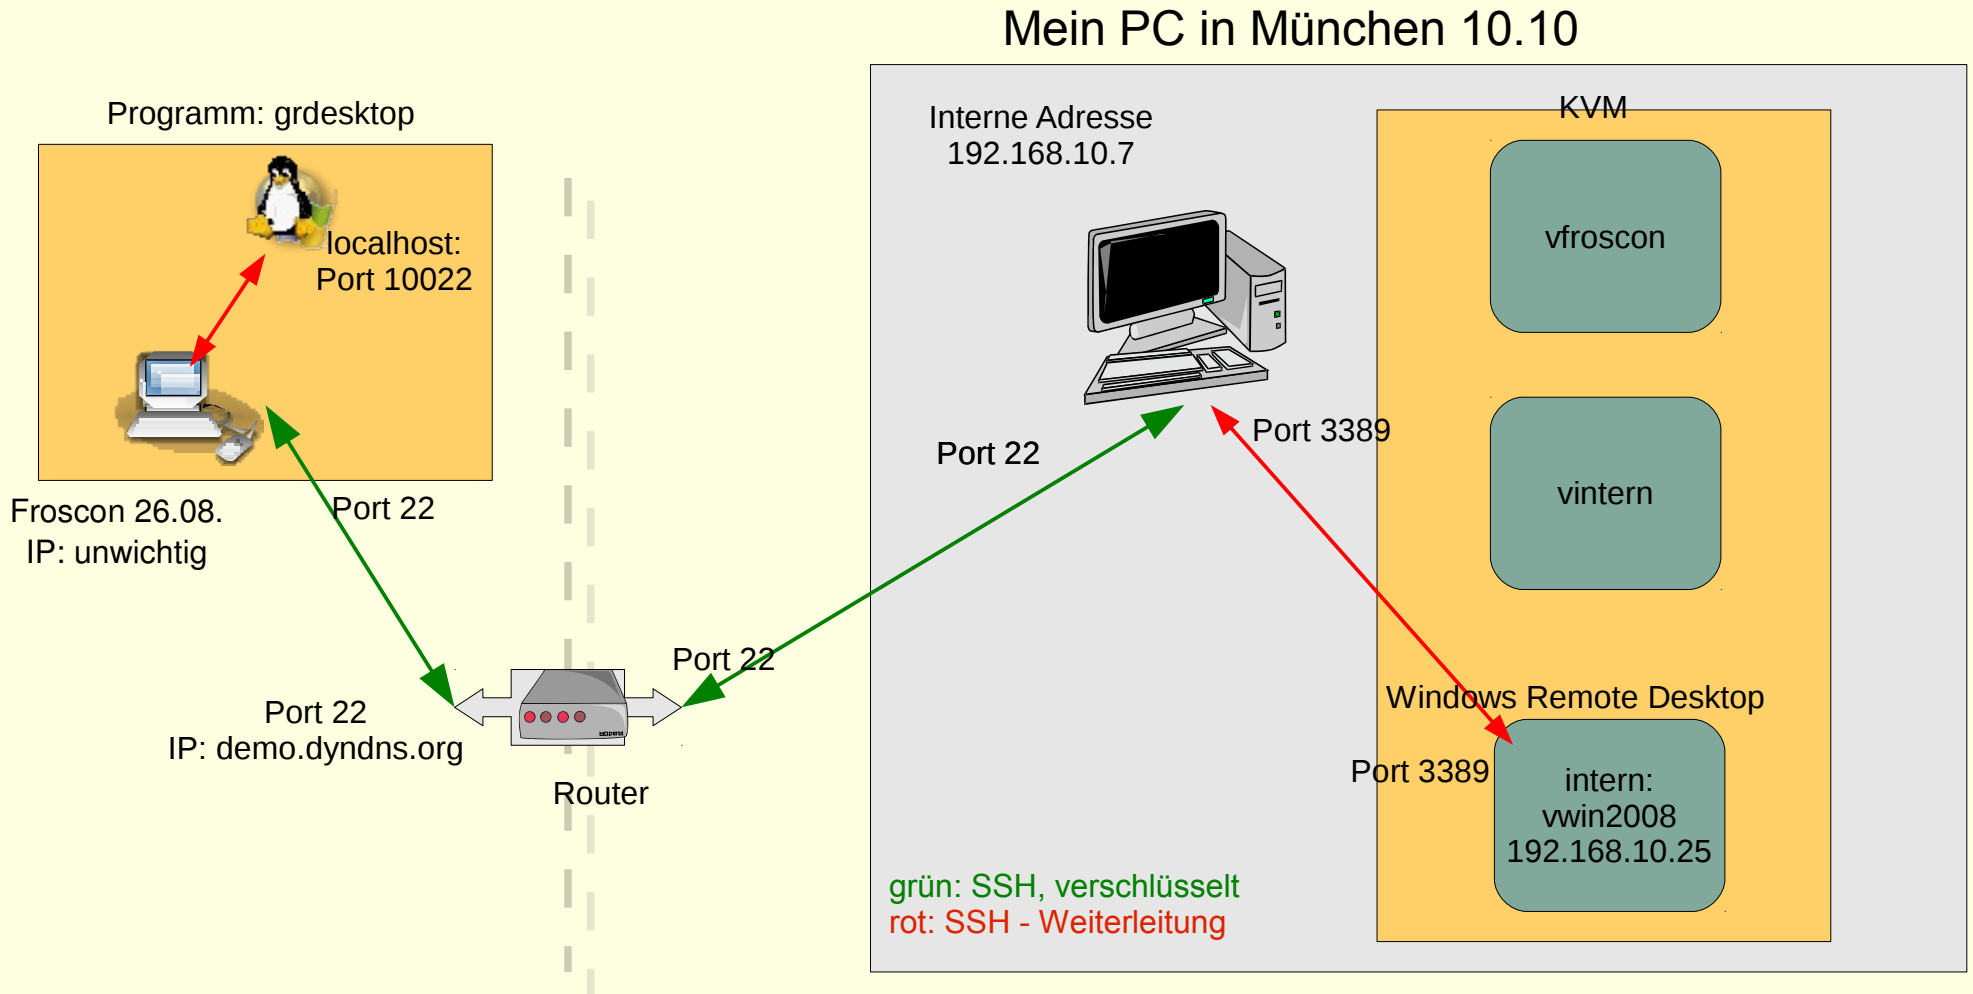 Mein PC in München 10.10
Programm: grdesktop
localhost:
Port 10022
Froscon 26.08.
IP: unwichtig
Port 22
Port 22
IP: demo.dyndns.org
Router
Port 22
Interne Adresse
192.168.10.7
Port 22
Port 3389
KVM
vfroscon
vintern
Windows Remote Desktop
Port 3389
intern:
vwin2008
192.168.10.25
grün: SSH, verschlüsselt
rot: SSH - Weiterleitung